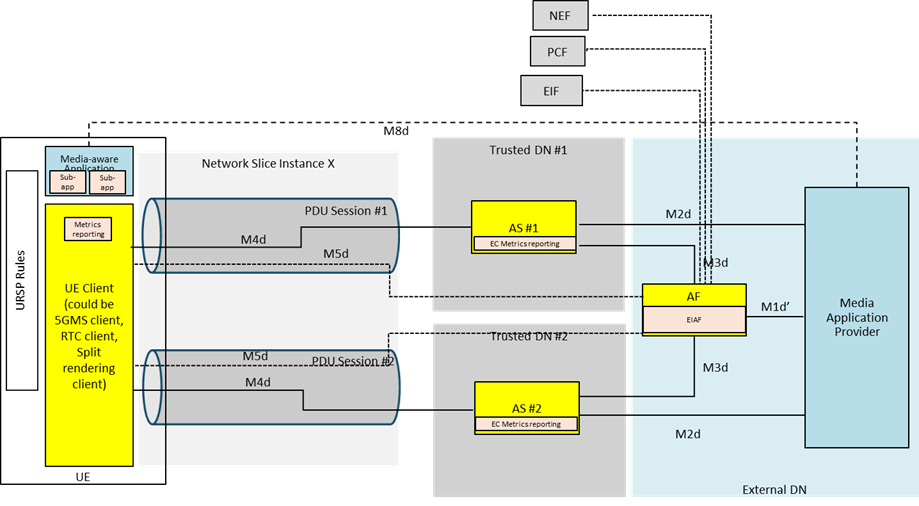 NEF
PCF
EIF
M8d
Media-aware
Application
Sub-
app
Sub-
app
Network Slice Instance X
Trusted DN #1
PDU Session #1
M2d
Metrics
reporting
AS #1
EC Metrics reporting
M4d
M5d
M3d
URSP Rules
UE Client
(could be
5GMS client,
RTC client,
Split
rendering
client)
AF
EIAF
M1d’
Media
Application
Provider
Trusted DN #2
M5d
PDU Session #2
M4d
M3d
AS #2
EC Metrics reporting
M2d
UE
External DN